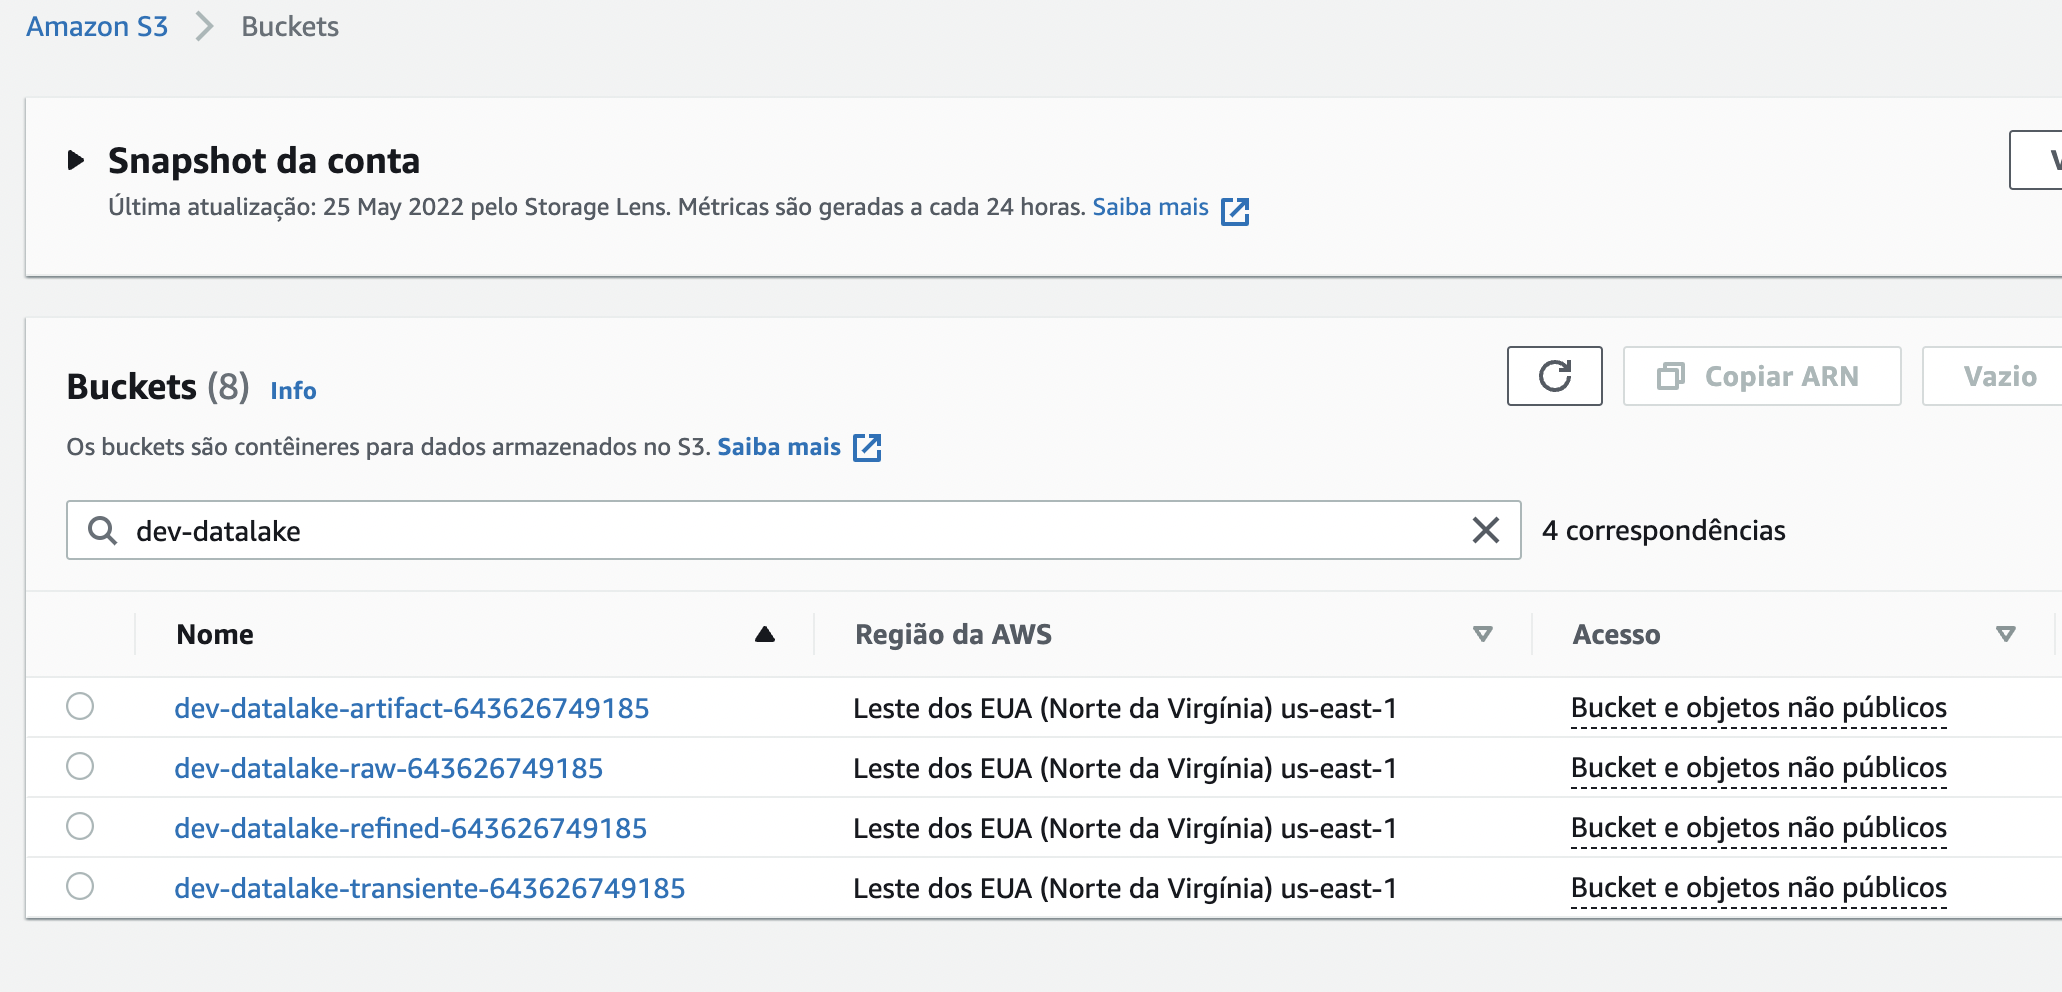 Amazon S3 > Buckets
Snapshot da conta
Última atualização: 25 May 2022 pelo Storage Lens. Métricas são geradas a cada 24 horas. Saiba mais
Buckets (8) Info
Copiar ARN
Vazio
Os buckets são contêineres para dados armazenados no S3. Saiba mais
dev-datalake
4 correspondências
Nome Região da AWS Acesso
dev-datalake-artifact-643626749185 Leste dos EUA (Norte da Virgínia) us-east-1 Bucket e objetos não públicos
dev-datalake-raw-643626749185 Leste dos EUA (Norte da Virgínia) us-east-1 Bucket e objetos não públicos
dev-datalake-refined-643626749185 Leste dos EUA (Norte da Virgínia) us-east-1 Bucket e objetos não públicos
dev-datalake-transiente-643626749185 Leste dos EUA (Norte da Virgínia) us-east-1 Bucket e objetos não públicos